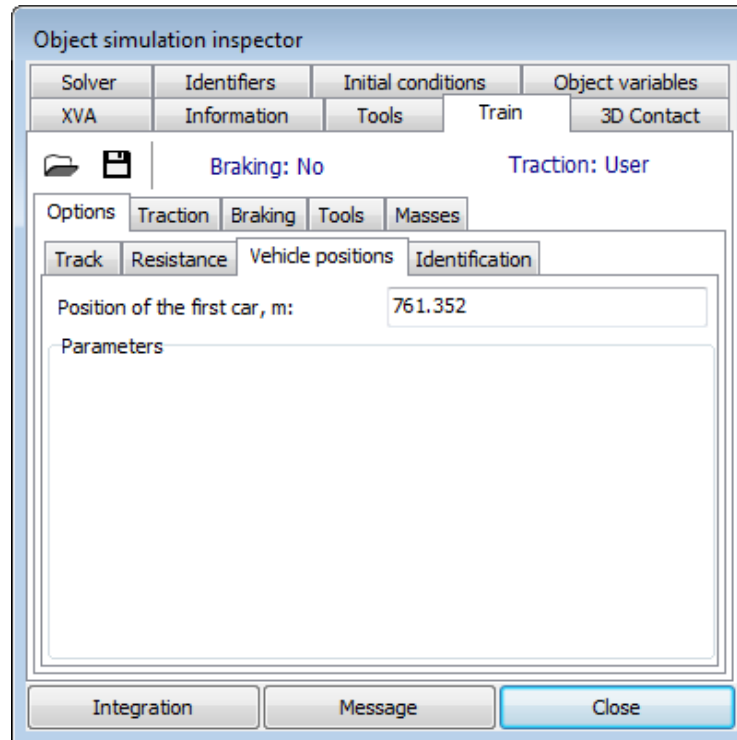 Object simulation inspector
Solver Identifiers Initial conditions Object variables
XVA Information Tools Train 3D Contact
Braking: No Traction: User
Options Traction Braking Tools Masses
Track Resistance Vehicle positions Identification
Position of the first car, m: 761.352
Parameters
Integration Message Close